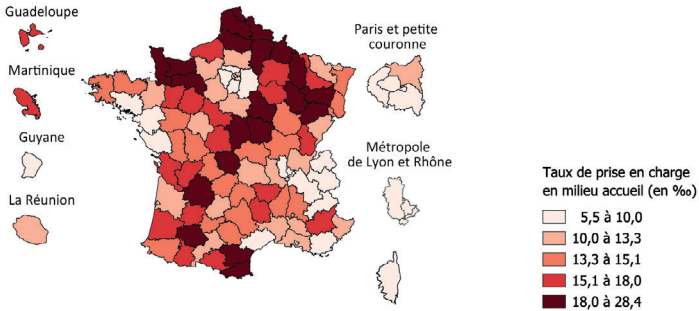 Guadeloupe
Martinique
Guyane
La Réunion
Paris et petite
couronne
Métropole
de Lyon et Rhône
Taux de prise en charge
en milieu accueil (en ‰)
5,5 à 10,0
10,0 à 13,3
13,3 à 15,1
15,1 à 18,0
18,0 à 28,4